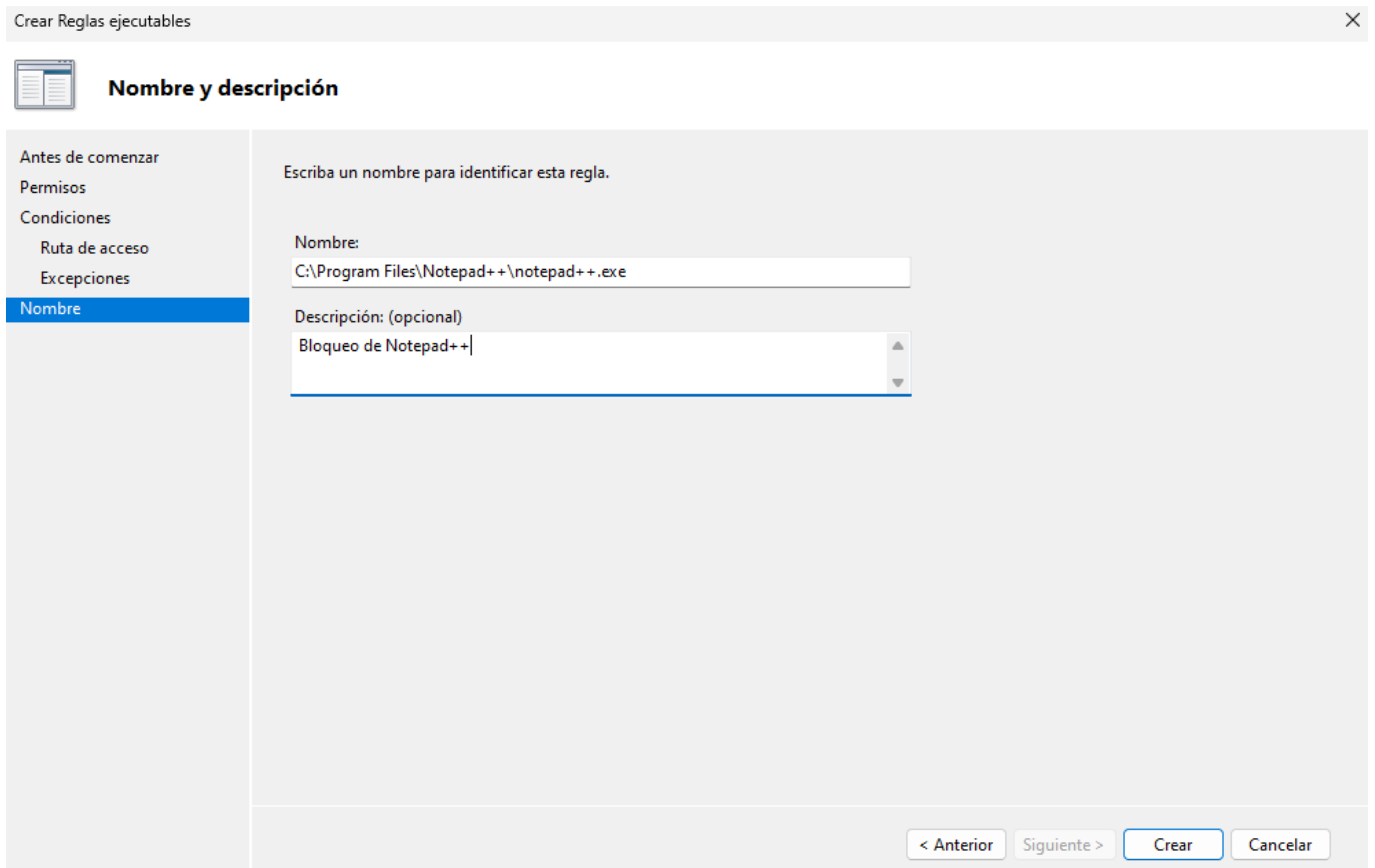 Crear Reglas ejecutables
Nombre y descripción
Antes de comenzar
Permisos
Condiciones
Ruta de acceso
Excepciones
Nombre
Escriba un nombre para identificar esta regla.
Nombre:
C:\Program Files\Notepad++\notepad++.exe
Descripción: (opcional)
Bloqueo de Notepad++
< Anterior
Siguiente >
Crear
Cancelar